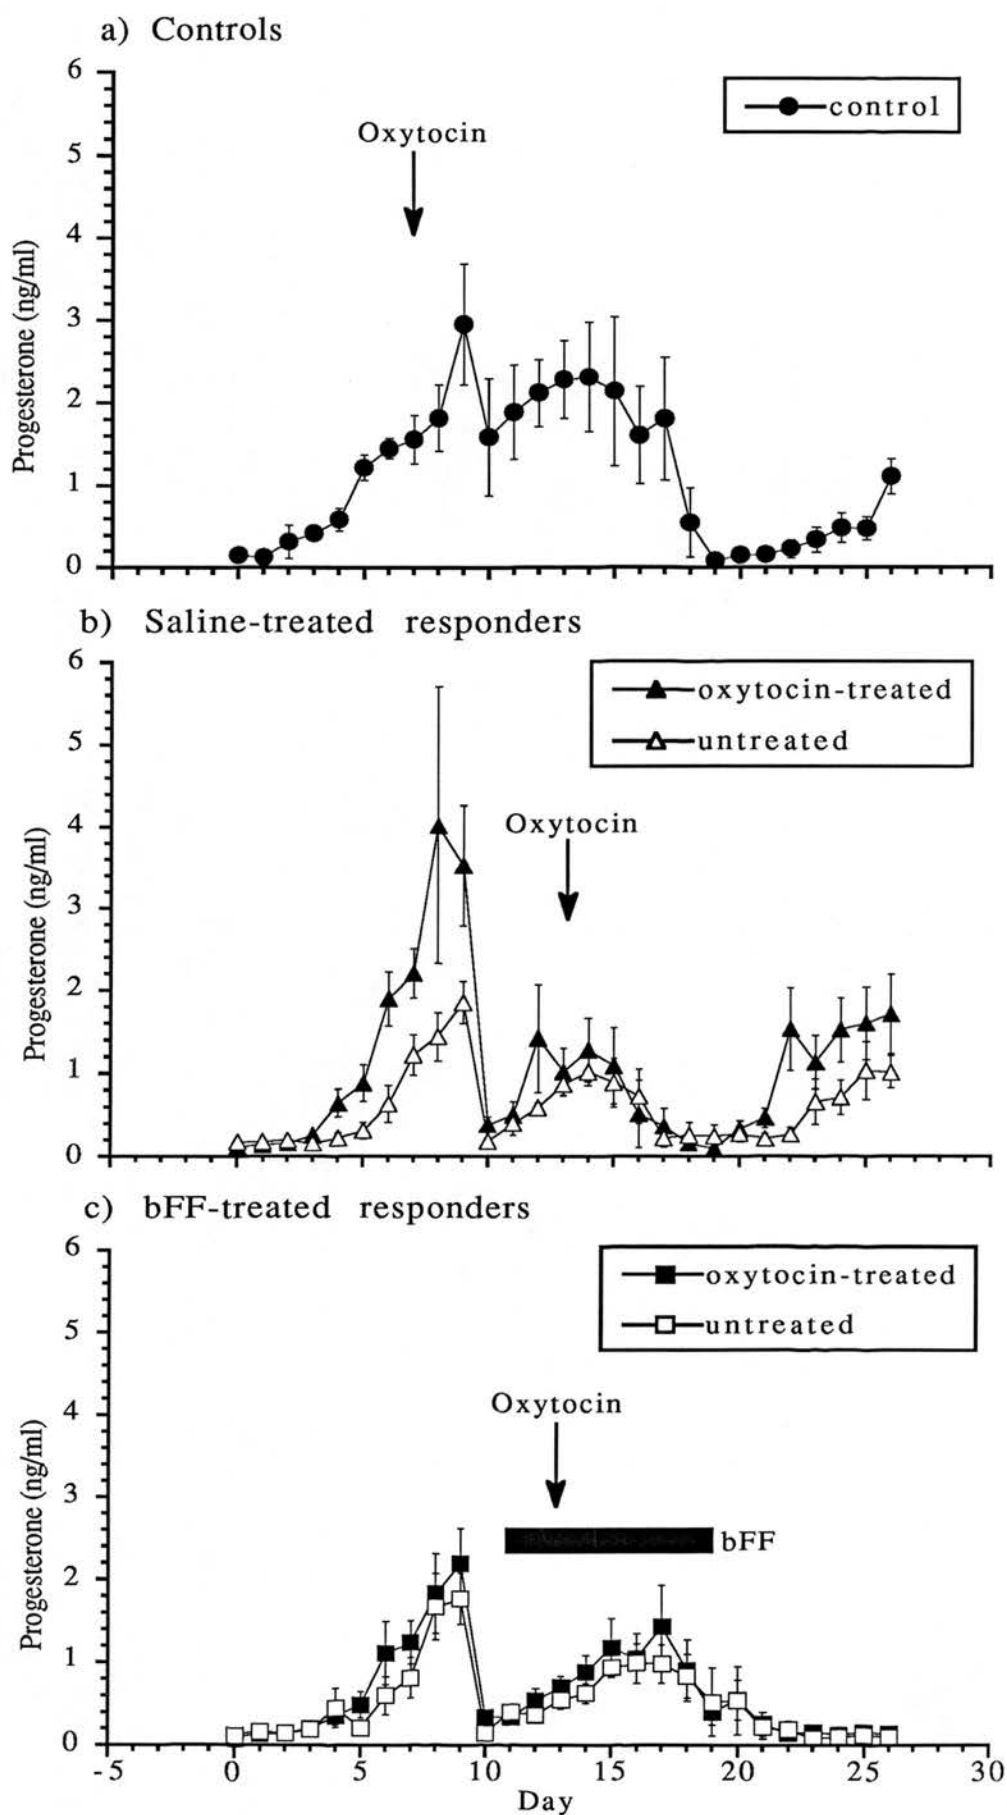 a) Controls
6
control
Oxytocin
5
4
3
2
1
0
Progesterone (ng/ml)
b) Saline-treated responders
6
oxytocin-treated
untreated
5
4
Oxytocin
3
2
1
0
Progesterone (ng/ml)
c) bFF-treated responders
6
oxytocin-treated
untreated
5
4
Oxytocin
3
bFF
2
1
0
Progesterone (ng/ml)
-5 0 5 10 15 20 25 30
Day